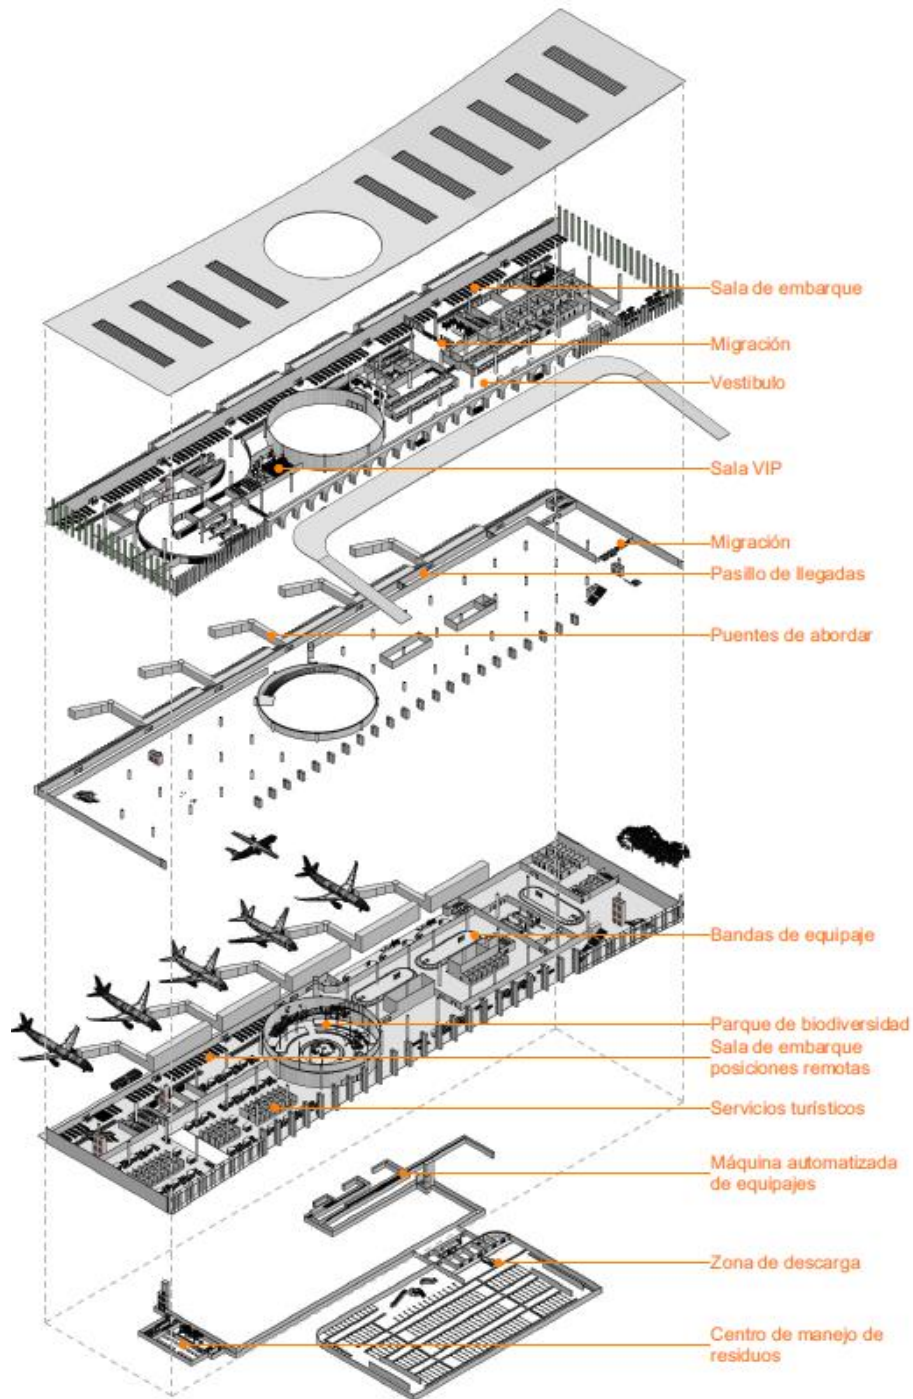 Sala de embarque
Migración
Vestíbulo
Sala VIP
Migración
Pasillo de llegadas
Puentes de abordar
Bandas de equipaje
Parque de biodiversidad
Sala de embarque
posiciones remotas
Servicios turísticos
Máquina automatizada
de equipajes
Zona de descarga
Centro de manejo de
residuos